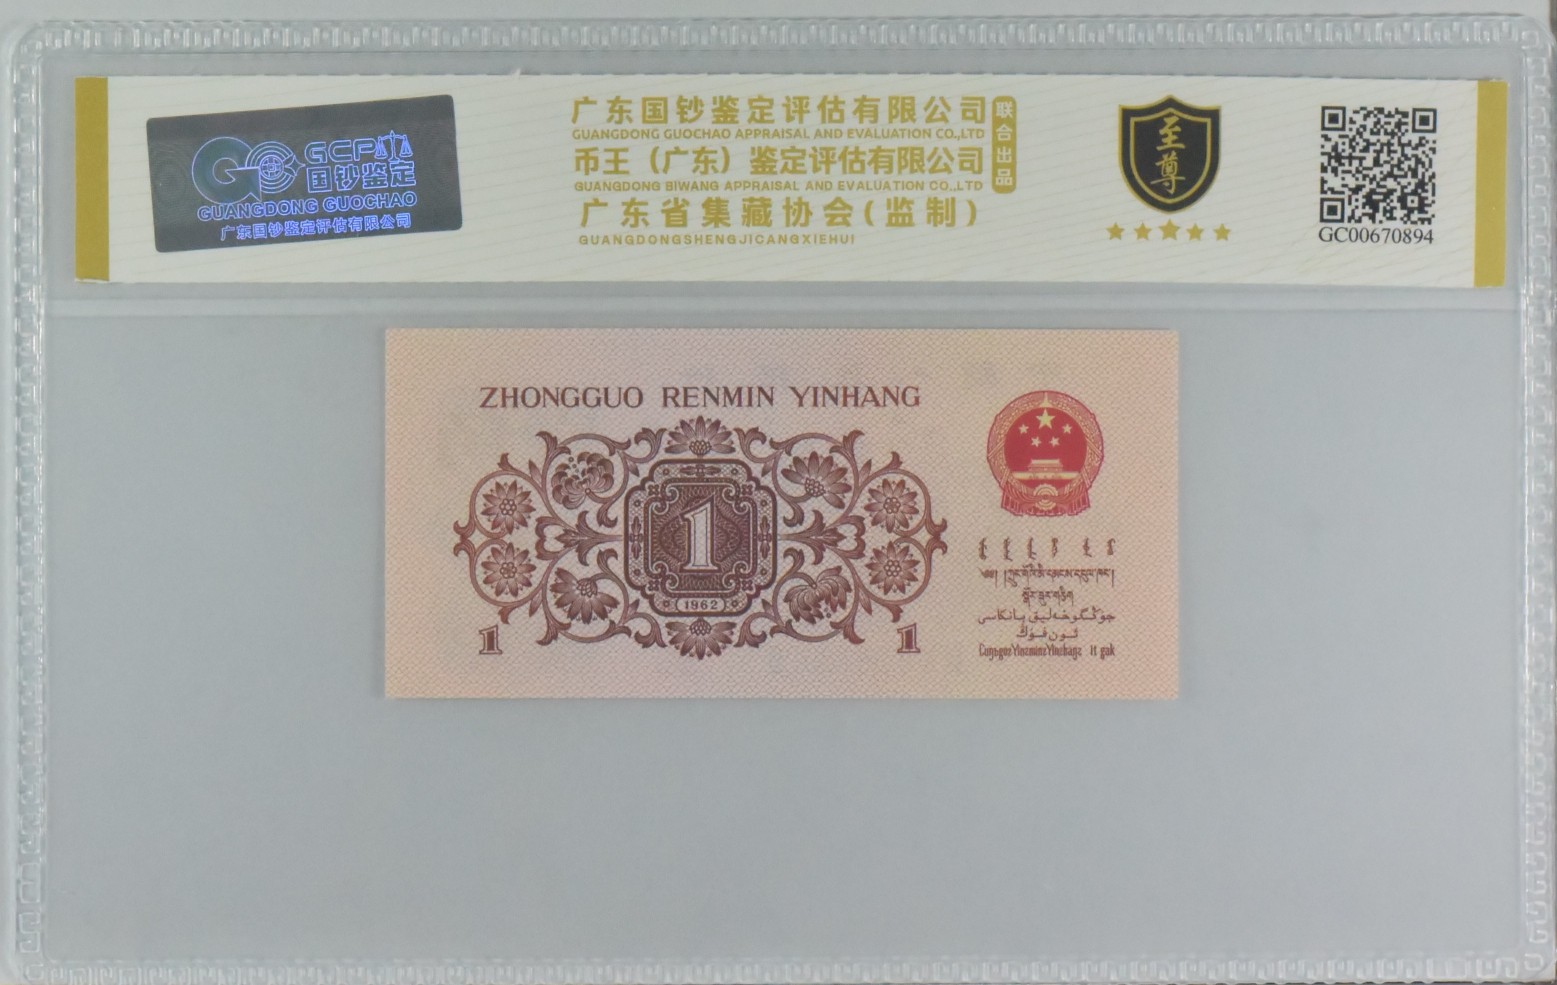 GCP
国钞鉴定
GUANGDONG GUOCHAO
广东国钞鉴定评估有限公司
广东国钞鉴定评估有限公司
GUANGDONG GUOCHAO APPRAISAL AND EVALUATION CO.,LTD
币王（广东）鉴定评估有限公司
GUANGDONG BIWANG APPRAISAL AND EVALUATION CO.,LTD
联合出品
广东省集藏协会(监制)
GUANGDONGSHENGJICANGXIEHUI
至尊
GC00670894
ZHONGGUO RENMIN YINHANG
1
1962
1
1
جۇڭگوخەلىق بانكاسى